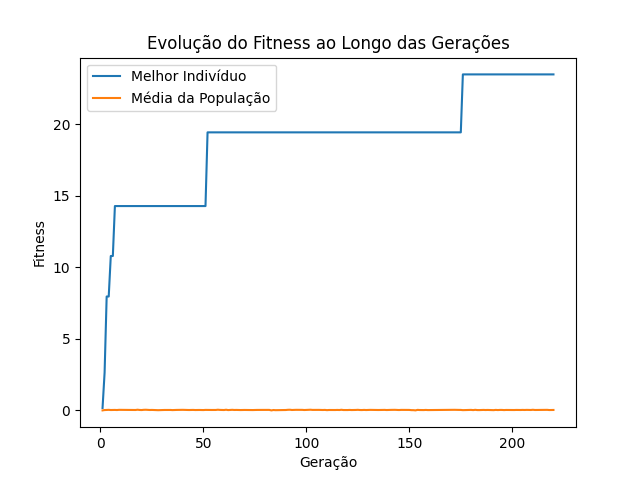 Evolução do Fitness ao Longo das Gerações
Melhor Indivíduo
Média da População
Fitness
20
15
10
5
0
0 50 100 150 200
Geração